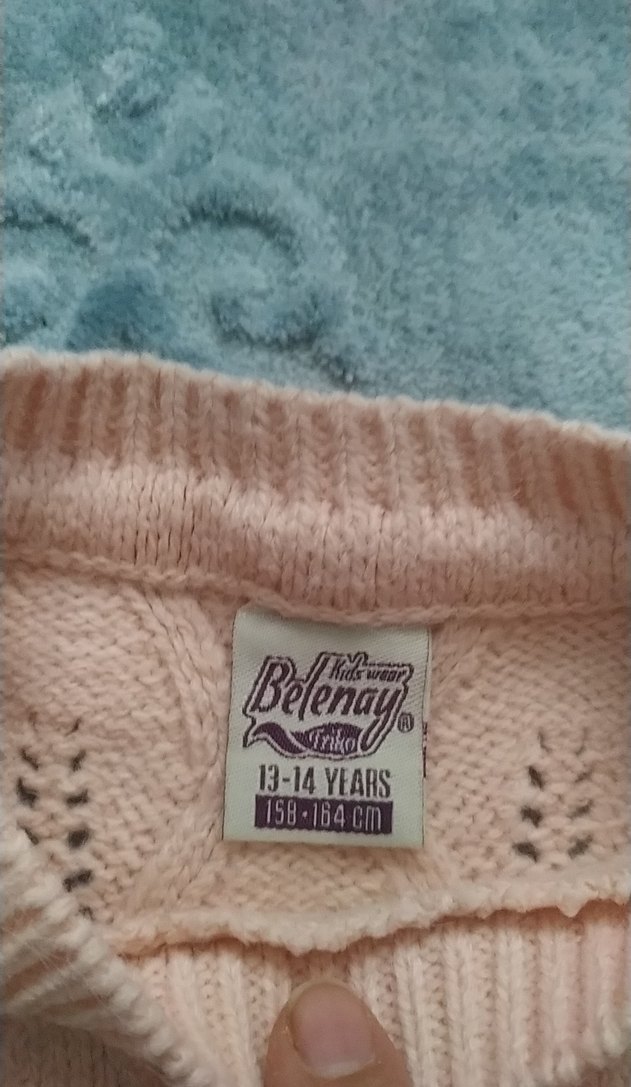 Kids wear
Belenay®
Triko
13-14 YEARS
158-164 cm